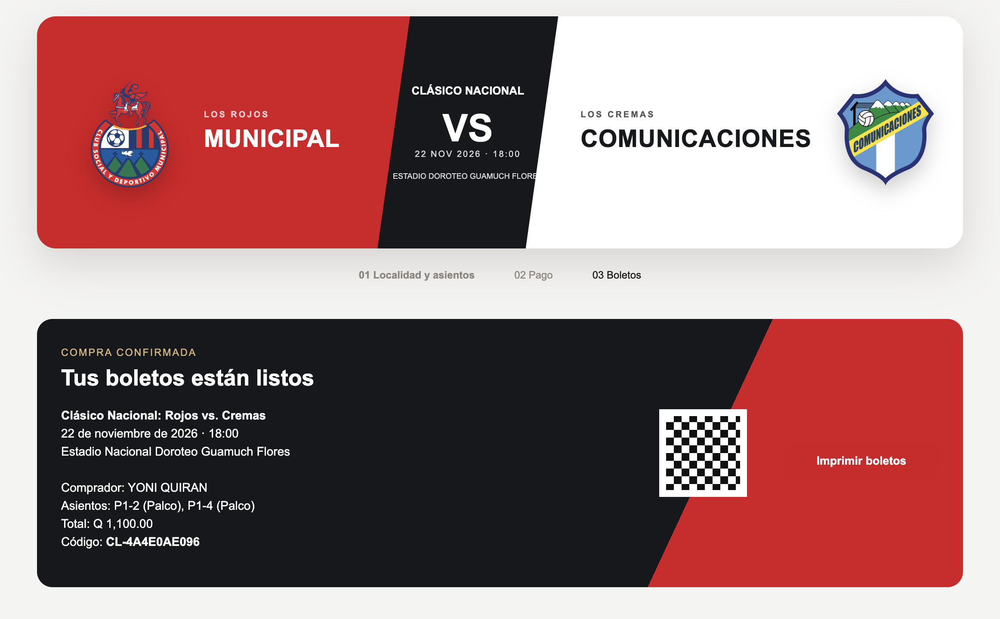 CLUB SOCIAL Y DEPORTIVO MUNICIPAL
LOS ROJOS
MUNICIPAL
CLÁSICO NACIONAL
VS
22 NOV 2026 · 18:00
ESTADIO DOROTEO GUAMUCH FLORE
LOS CREMAS
COMUNICACIONES
COMUNICACIONES
01 Localidad y asientos
02 Pago
03 Boletos
COMPRA CONFIRMADA
Tus boletos están listos
Clásico Nacional: Rojos vs. Cremas
22 de noviembre de 2026 · 18:00
Estadio Nacional Doroteo Guamuch Flores
Comprador: YONI QUIRAN
Asientos: P1-2 (Palco), P1-4 (Palco)
Total: Q 1,100.00
Código: CL-4A4E0AE096
Imprimir boletos